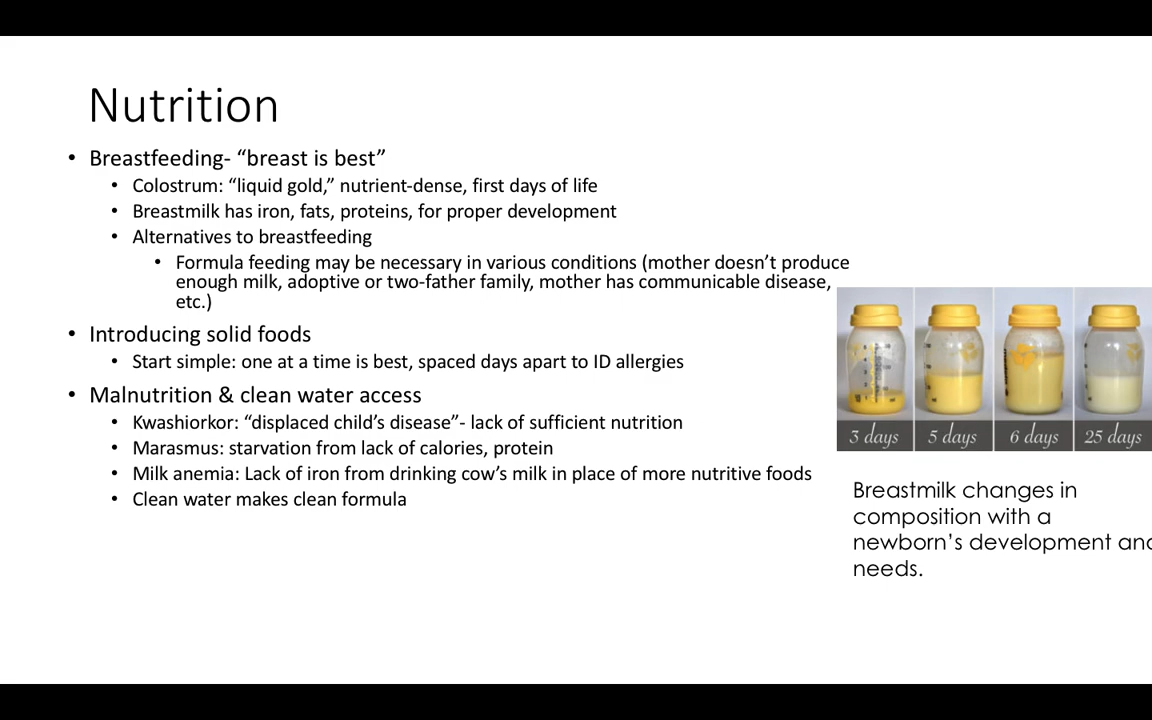 Nutrition
• Breastfeeding- “breast is best”
• Colostrum: “liquid gold,” nutrient-dense, first days of life
• Breastmilk has iron, fats, proteins, for proper development
• Alternatives to breastfeeding
• Formula feeding may be necessary in various conditions (mother doesn’t produce
enough milk, adoptive or two-father family, mother has communicable disease,
etc.)
• Introducing solid foods
• Start simple: one at a time is best, spaced days apart to ID allergies
• Malnutrition & clean water access
• Kwashiorkor: “displaced child’s disease”- lack of sufficient nutrition
• Marasmus: starvation from lack of calories, protein
• Milk anemia: Lack of iron from drinking cow’s milk in place of more nutritive foods
• Clean water makes clean formula
3 days 5 days 6 days 25 days
Breastmilk changes in
composition with a
newborn’s development and
needs.